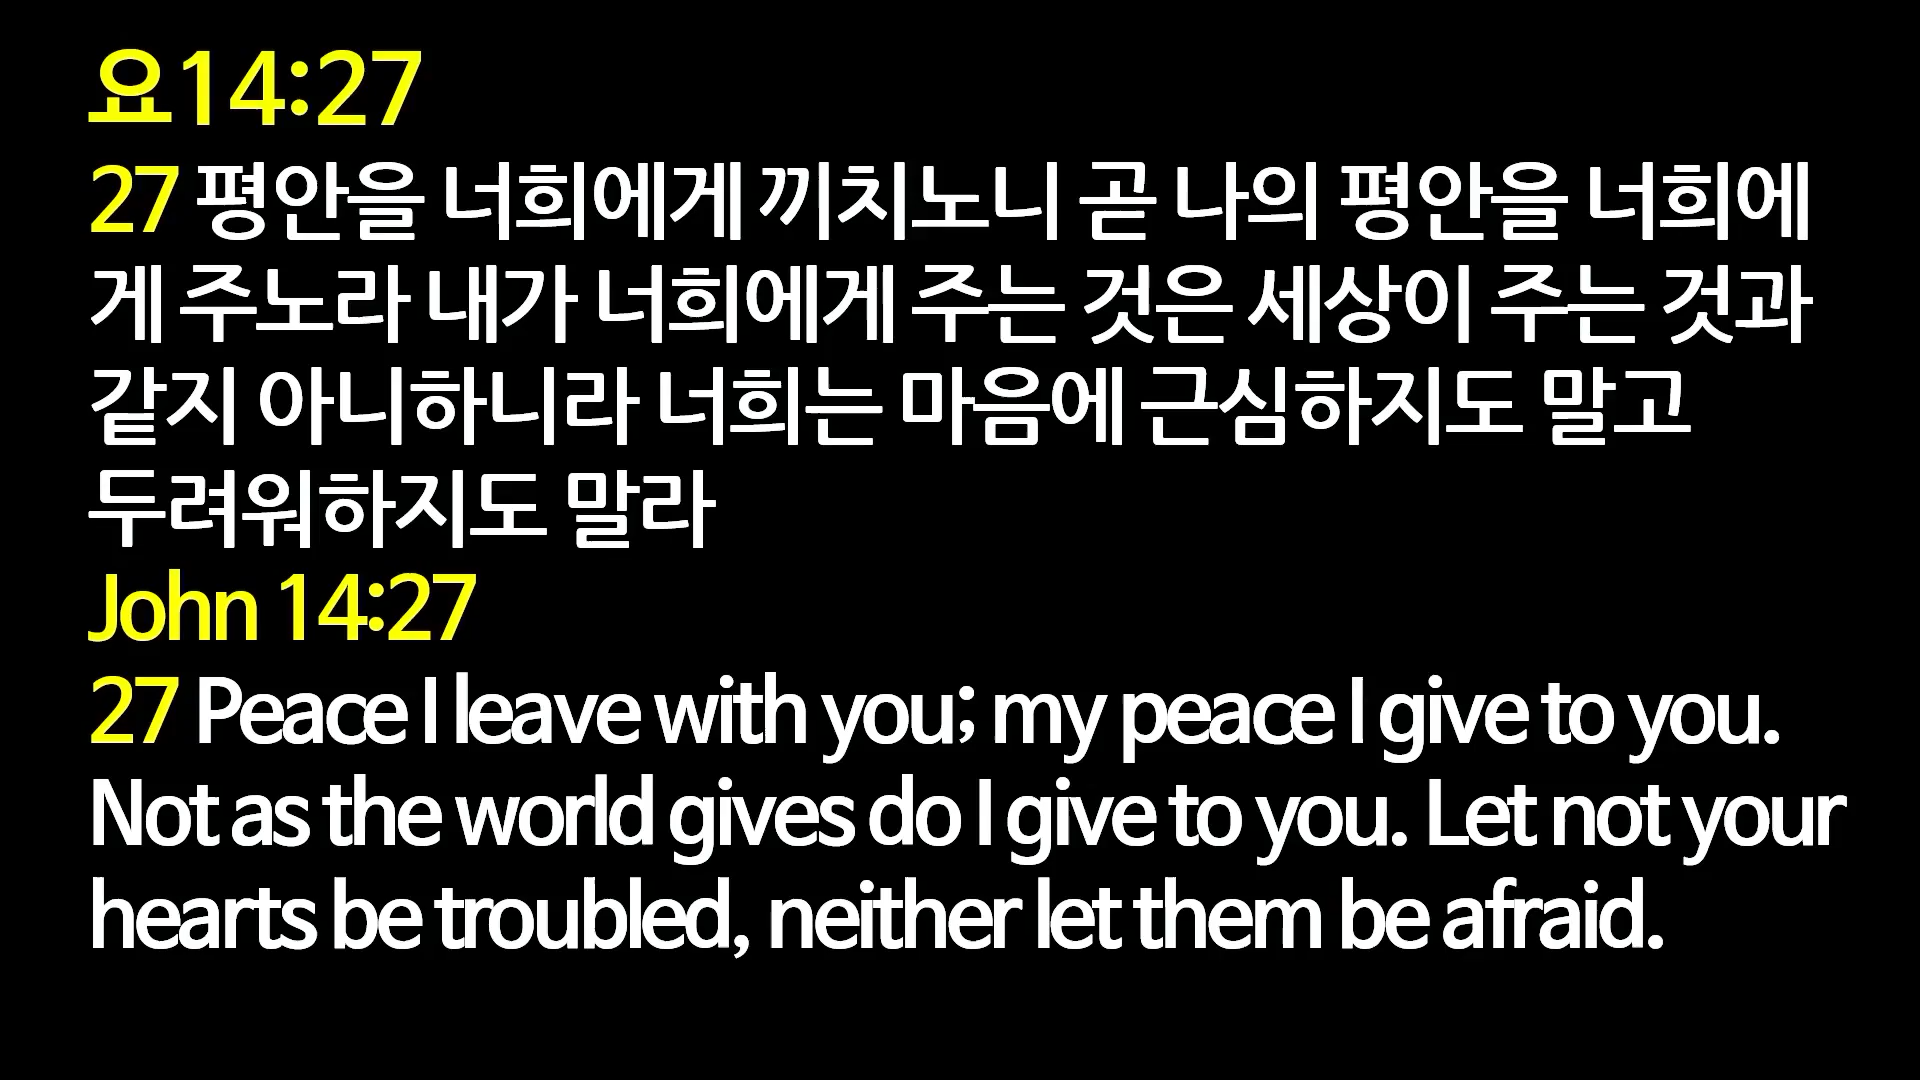 요14:27
27 평안을 너희에게 끼치노니 곧 나의 평안을 너희에
게 주노라 내가 너희에게 주는 것은 세상이 주는 것과
같지 아니하니라 너희는 마음에 근심하지도 말고
두려워하지도 말라
John 14:27
27 Peace I leave with you; my peace I give to you.
Not as the world gives do I give to you. Let not your
hearts be troubled, neither let them be afraid.